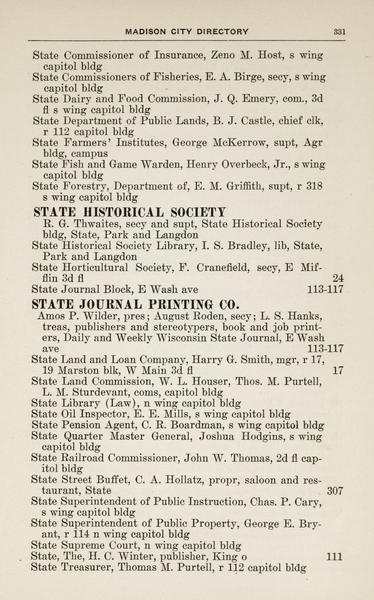 MADISON CITY DIRECTORY 331
State Commissioner of Insurance, Zeno M. Host, s wing
capitol bldg
State Commissioners of Fisheries, E. A. Birge, secy, s wing
capitol bldg
State Dairy and Food Commission, J. Q. Emery, com., 3d
fl s wing capitol bldg
State Department of Public Lands, B. J. Castle, chief clk,
r 112 capitol bldg
State Farmers' Institutes, George McKerrow, supt, Agr
bldg, campus
State Fish and Game Warden, Henry Overbeck, Jr., s wing
capitol bldg
State Forestry, Department of, E. M. Griffith, supt, r 318
s wing capitol bldg
STATE HISTORICAL SOCIETY
R. G. Thwaites, secy and supt, State Historical Society
bldg, State, Park and Langdon
State Historical Society Library, I. S. Bradley, lib, State,
Park and Langdon
State Horticultural Society, F. Cranefield, secy, E Mif-
flin 3d fl 24
State Journal Block, E Wash ave 113-117
STATE JOURNAL PRINTING CO.
Amos P. Wilder, pres; August Roden, secy; L. S. Hanks,
treas, publishers and stereotypers, book and job print-
ers, Daily and Weekly Wisconsin State Journal, E Wash
ave 113-117
State Land and Loan Company, Harry G. Smith, mgr, r 17,
19 Marston blk, W Main 3d fl 17
State Land Commission, W. L. Houser, Thos. M. Purtell,
L. M. Sturdevant, coms, capitol bldg
State Library (Law), n wing capitol bldg
State Oil Inspector, E. E. Mills, s wing capitol bldg
State Pension Agent, C. R. Boardman, s wing capitol bldg
State Quarter Master General, Joshua Hodgins, s wing
capitol bldg
State Railroad Commissioner, John W. Thomas, 2d fl cap-
itol bldg
State Street Buffet, C. A. Hollatz, propr, saloon and res-
taurant, State 307
State Superintendent of Public Instruction, Chas. P. Cary,
s wing capitol bldg
State Superintendent of Public Property, George E. Bry-
ant, r 114 n wing capitol bldg
State Supreme Court, n wing capitol bldg
State, The, H. C. Winter, publisher, King o 111
State Treasurer, Thomas M. Purtell, r 112 capitol bldg